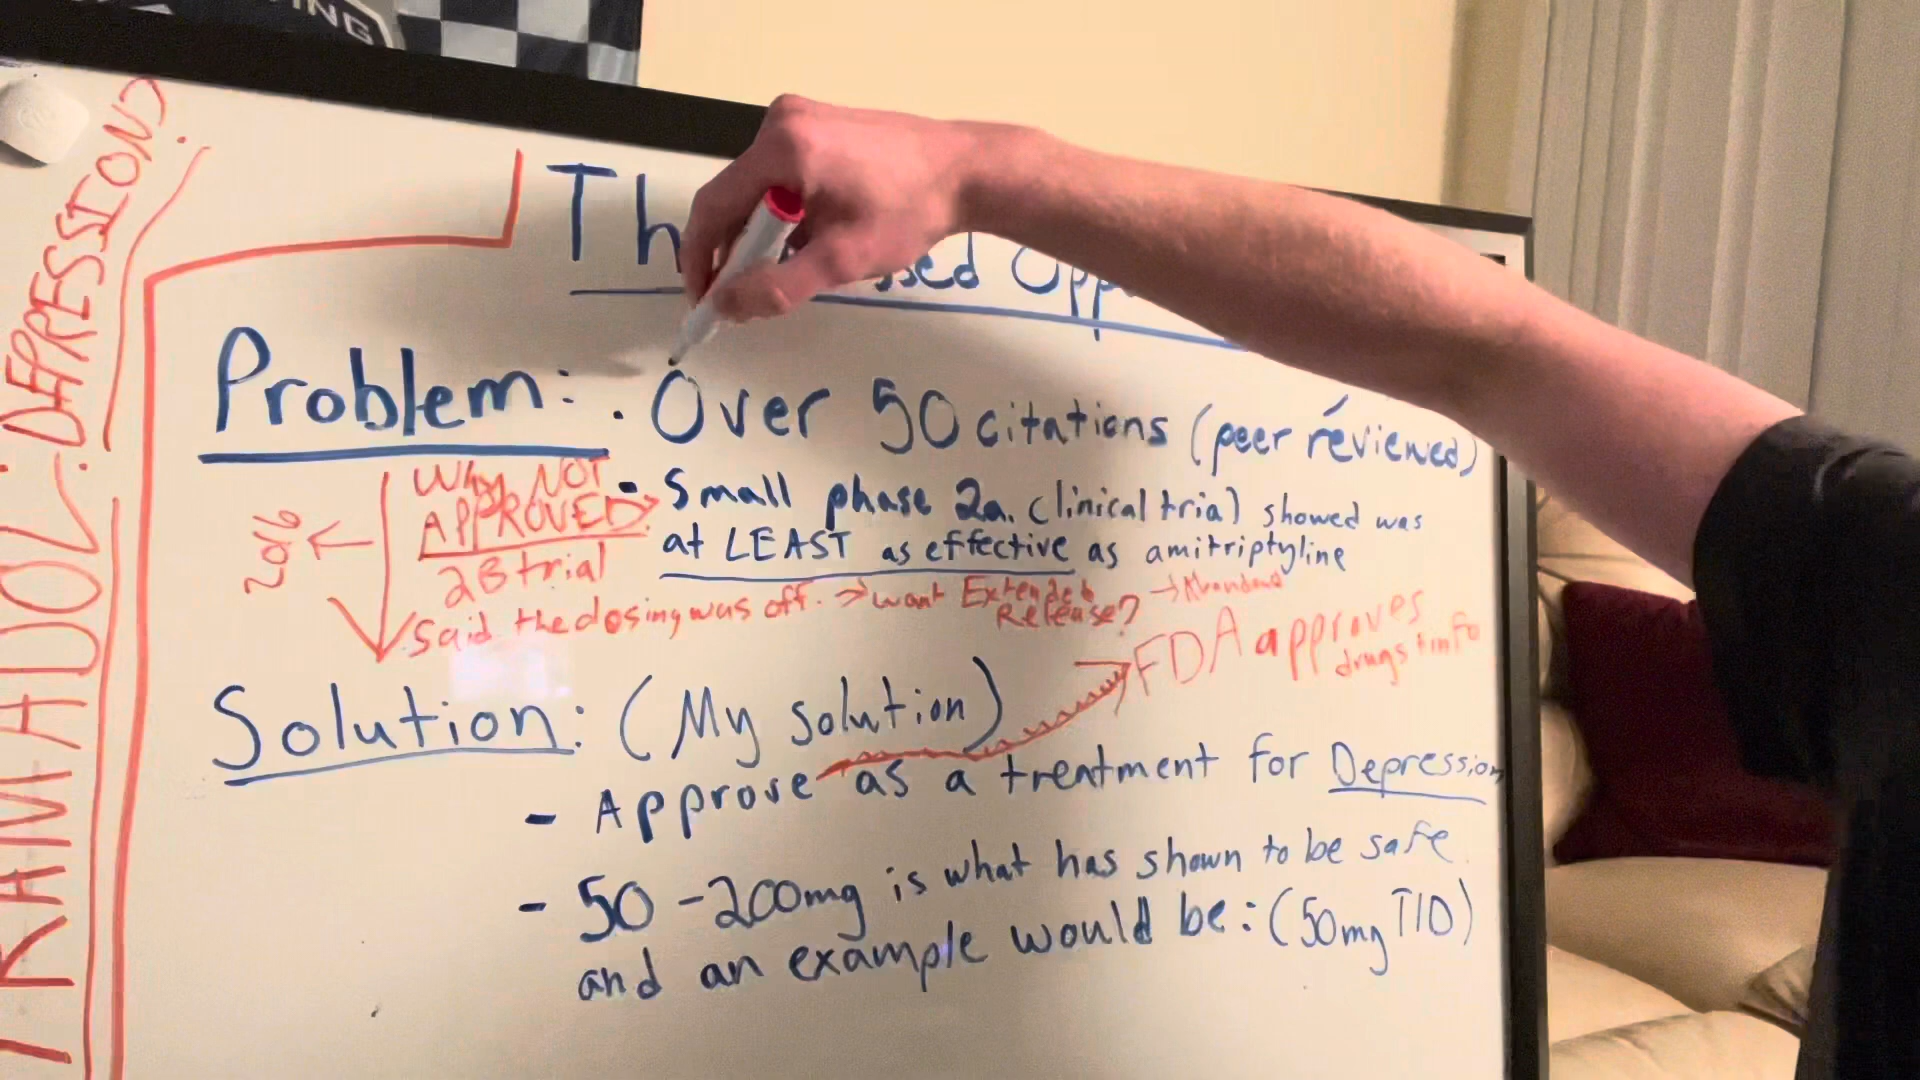 TRAMADOL: DEPRESSION?
Th ssed Opp
Problem: · Over 50 citations (peer reviewed)
WHY NOT
APPROVED
2B trial
2016
- Small phase 2a. clinical trial showed was
at LEAST as effective as amitriptyline
Said the dosing was off. → want Extended
Release?
FDA approves
drugs + info
Solution: (My solution)
- Approve as a treatment for Depression
- 50-200mg is what has shown to be safe
and an example would be: (50mg TID)